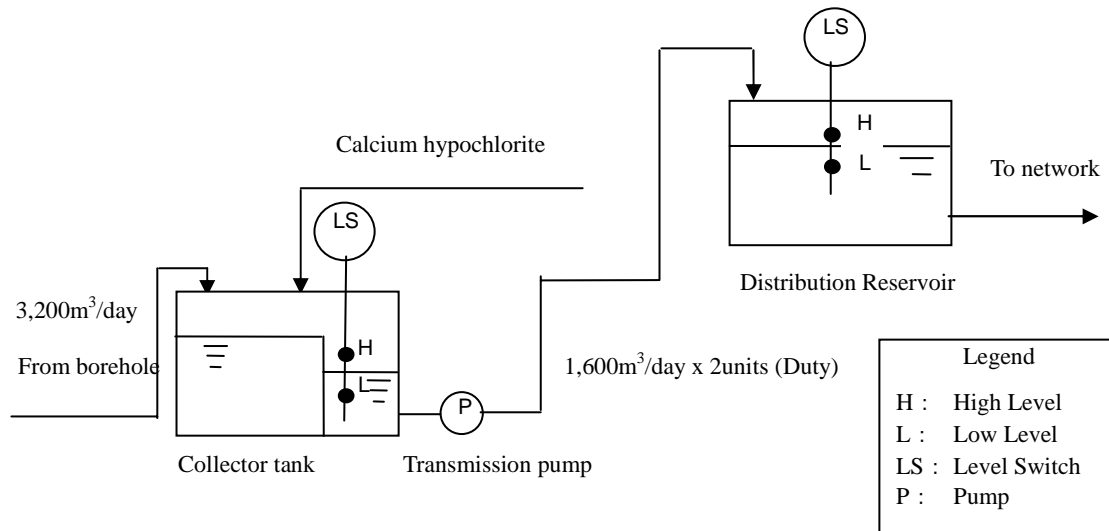 LS
H
L
Calcium hypochlorite
To network
LS
Distribution Reservoir
3,200m³/day
From borehole
H
L
1,600m³/day x 2units (Duty)
P
Collector tank
Transmission pump
Legend
H : High Level
L : Low Level
LS : Level Switch
P : Pump